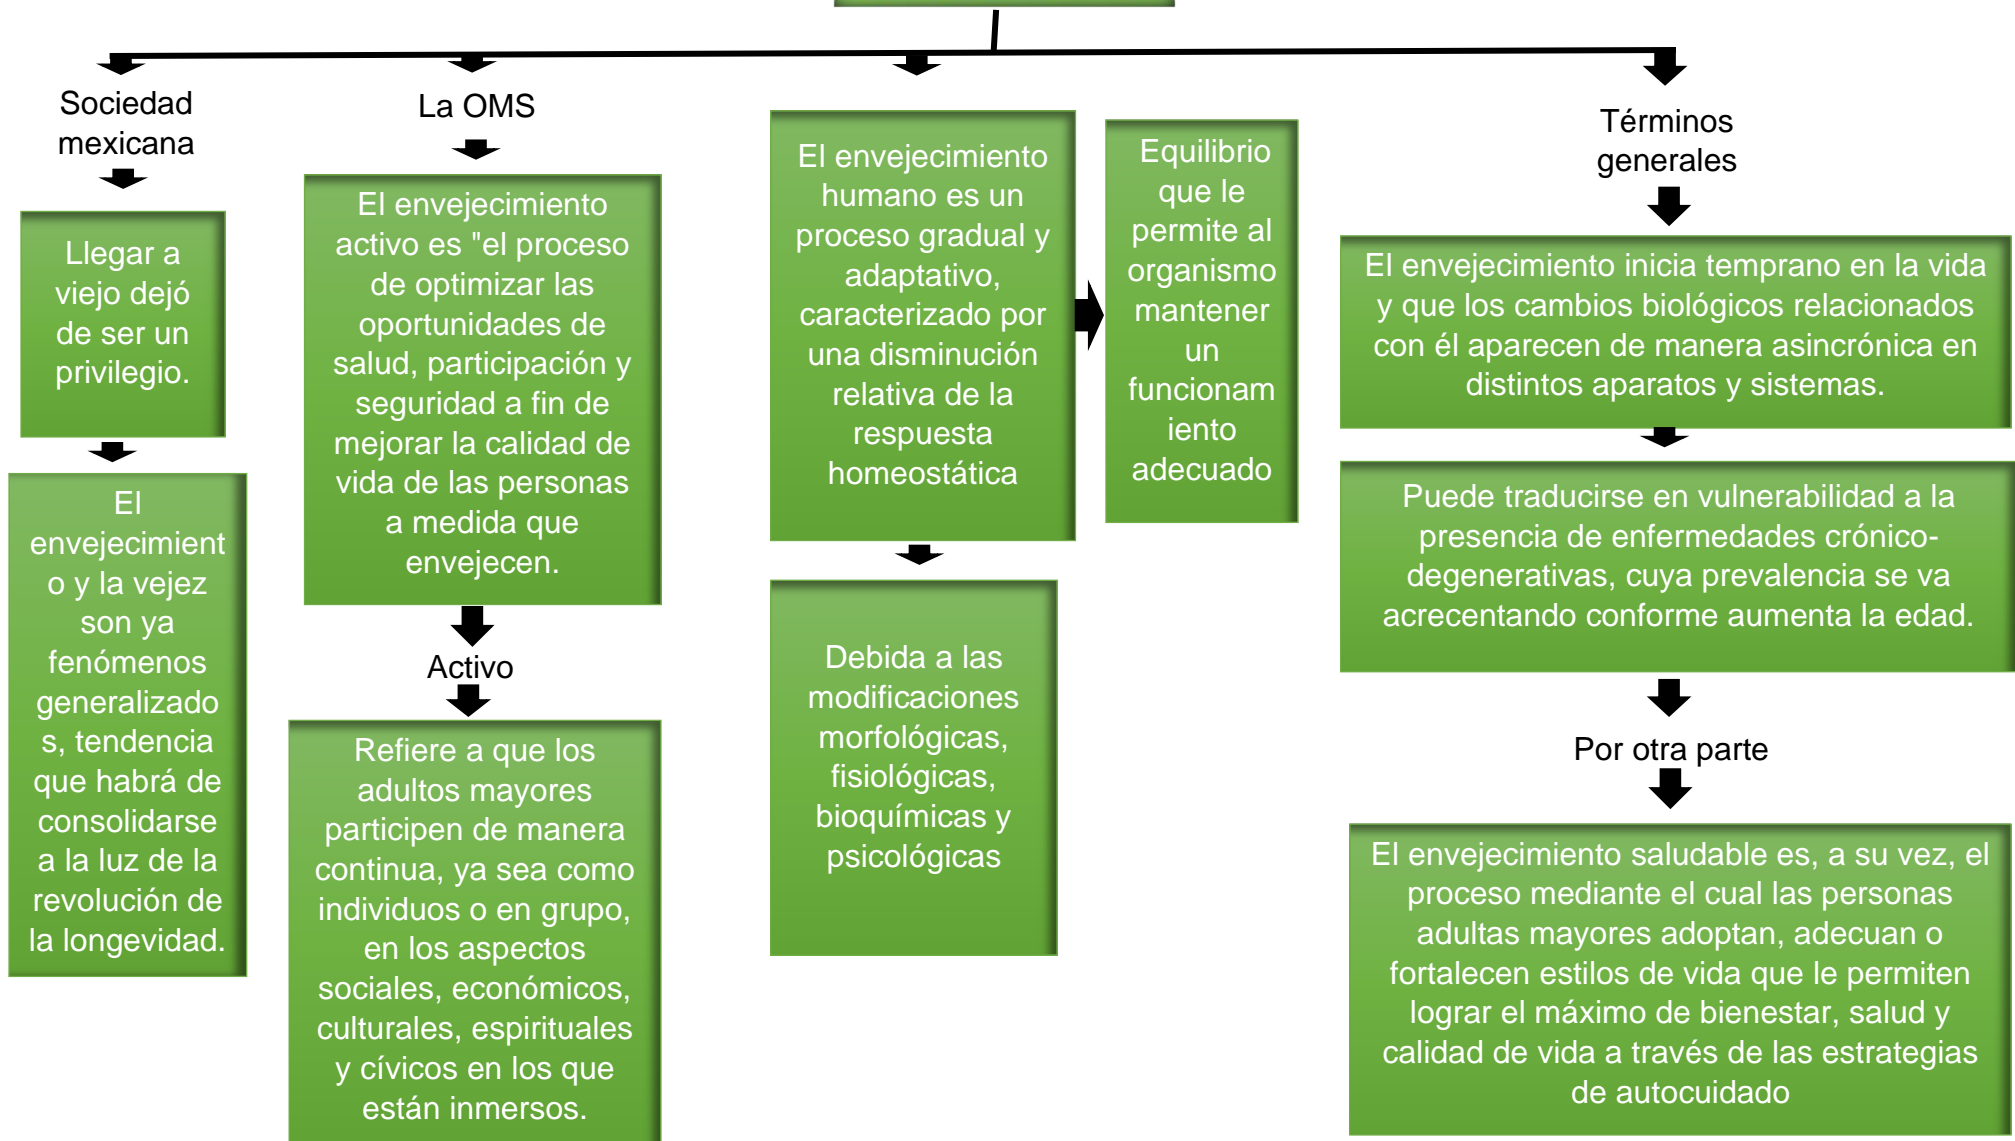 Sociedad
mexicana
Llegar a
viejo dejó
de ser un
privilegio.
El
envejecimient
o y la vejez
son ya
fenómenos
generalizado
s, tendencia
que habrá de
consolidarse
a la luz de la
revolución de
la longevidad.
La OMS
El envejecimiento
activo es "el proceso
de optimizar las
oportunidades de
salud, participación y
seguridad a fin de
mejorar la calidad de
vida de las personas
a medida que
envejecen.
Activo
Refiere a que los
adultos mayores
participen de manera
continua, ya sea como
individuos o en grupo,
en los aspectos
sociales, económicos,
culturales, espirituales
y cívicos en los que
están inmersos.
El envejecimiento
humano es un
proceso gradual y
adaptativo,
caracterizado por
una disminución
relativa de la
respuesta
homeostática
Equilibrio
que le
permite al
organismo
mantener
un
funcionam
iento
adecuado
Debida a las
modificaciones
morfológicas,
fisiológicas,
bioquímicas y
psicológicas
Términos
generales
El envejecimiento inicia temprano en la vida
y que los cambios biológicos relacionados
con él aparecen de manera asincrónica en
distintos aparatos y sistemas.
Puede traducirse en vulnerabilidad a la
presencia de enfermedades crónico-
degenerativas, cuya prevalencia se va
acrecentando conforme aumenta la edad.
Por otra parte
El envejecimiento saludable es, a su vez, el
proceso mediante el cual las personas
adultas mayores adoptan, adecuan o
fortalecen estilos de vida que le permiten
lograr el máximo de bienestar, salud y
calidad de vida a través de las estrategias
de autocuidado